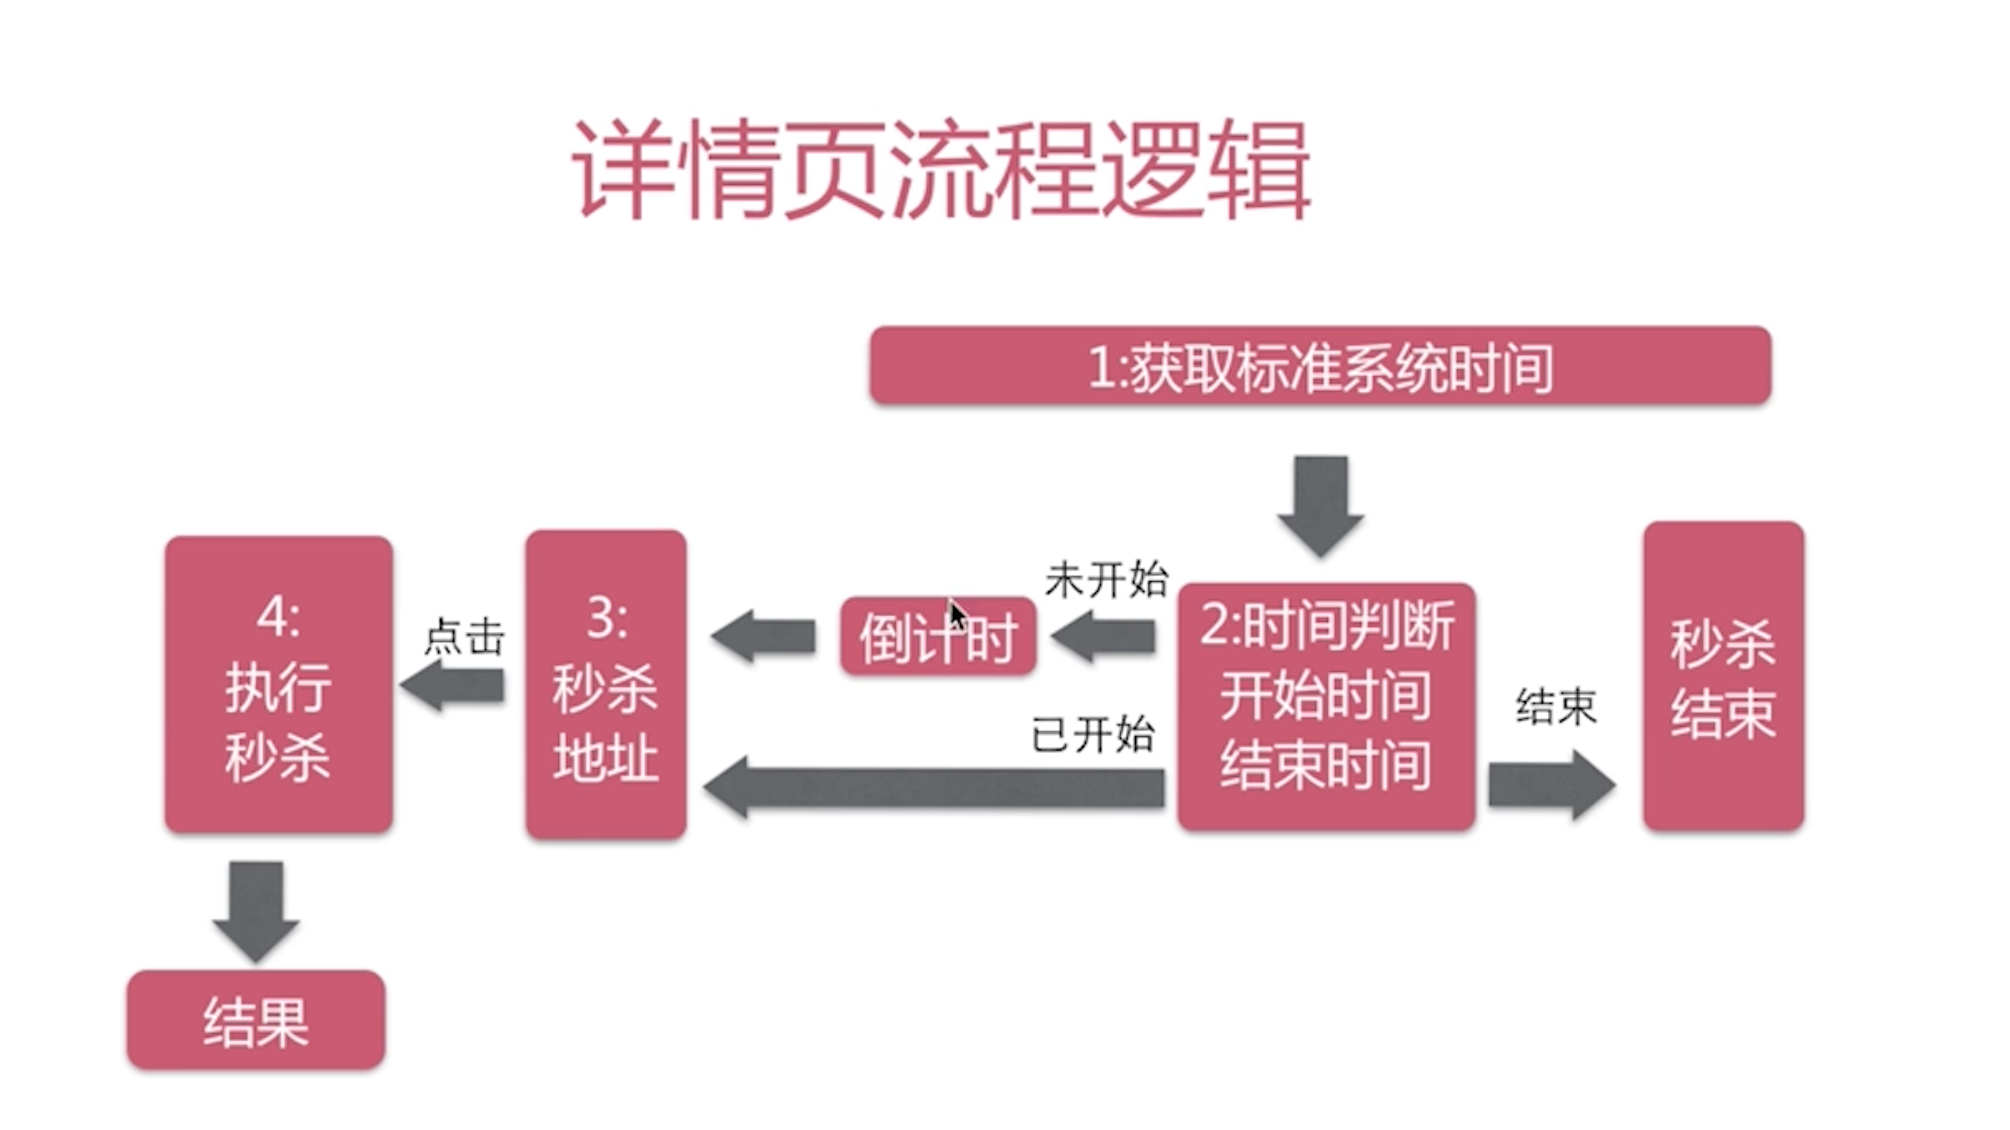 详情页流程逻辑
1:获取标准系统时间
4:
执行
秒杀
点击
3:
秒杀
地址
倒计时
未开始
已开始
2:时间判断
开始时间
结束时间
结束
秒杀
结束
结果